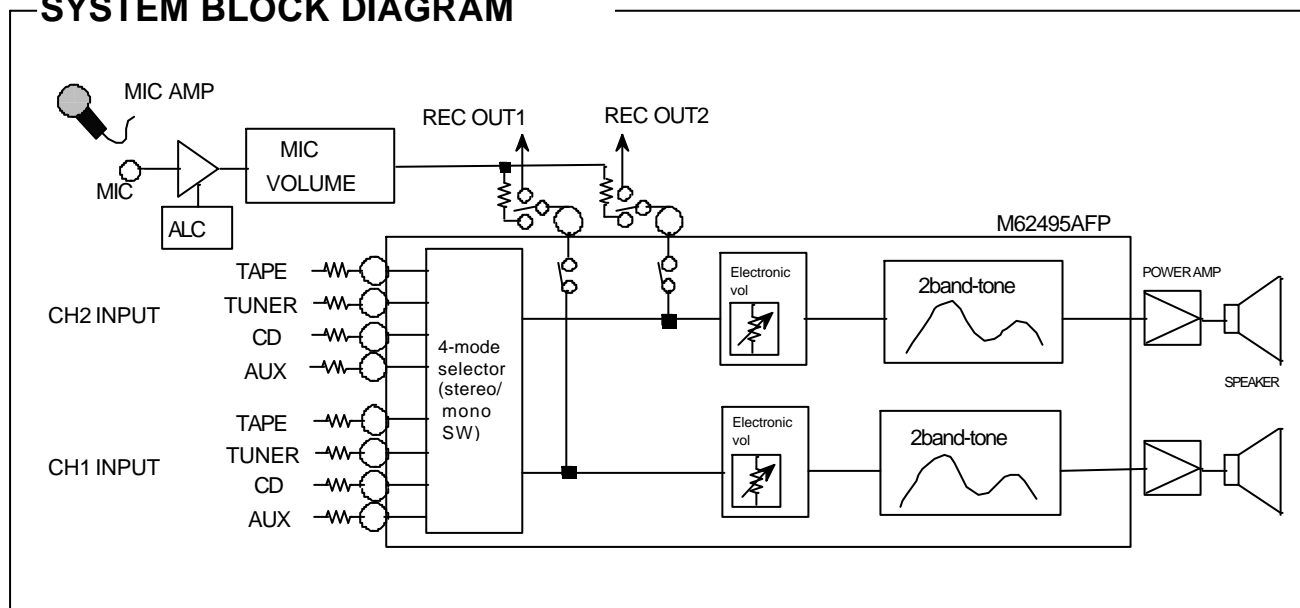 SYSTEM BLOCK DIAGRAM
MIC AMP
MIC
ALC
MIC
VOLUME
REC OUT1
REC OUT2
M62495AFP
CH2 INPUT
TAPE
TUNER
CD
AUX
CH1 INPUT
TAPE
TUNER
CD
AUX
4-mode
selector
(stereo/
mono
SW)
Electronic
vol
2band-tone
POWER AMP
SPEAKER
Electronic
vol
2band-tone